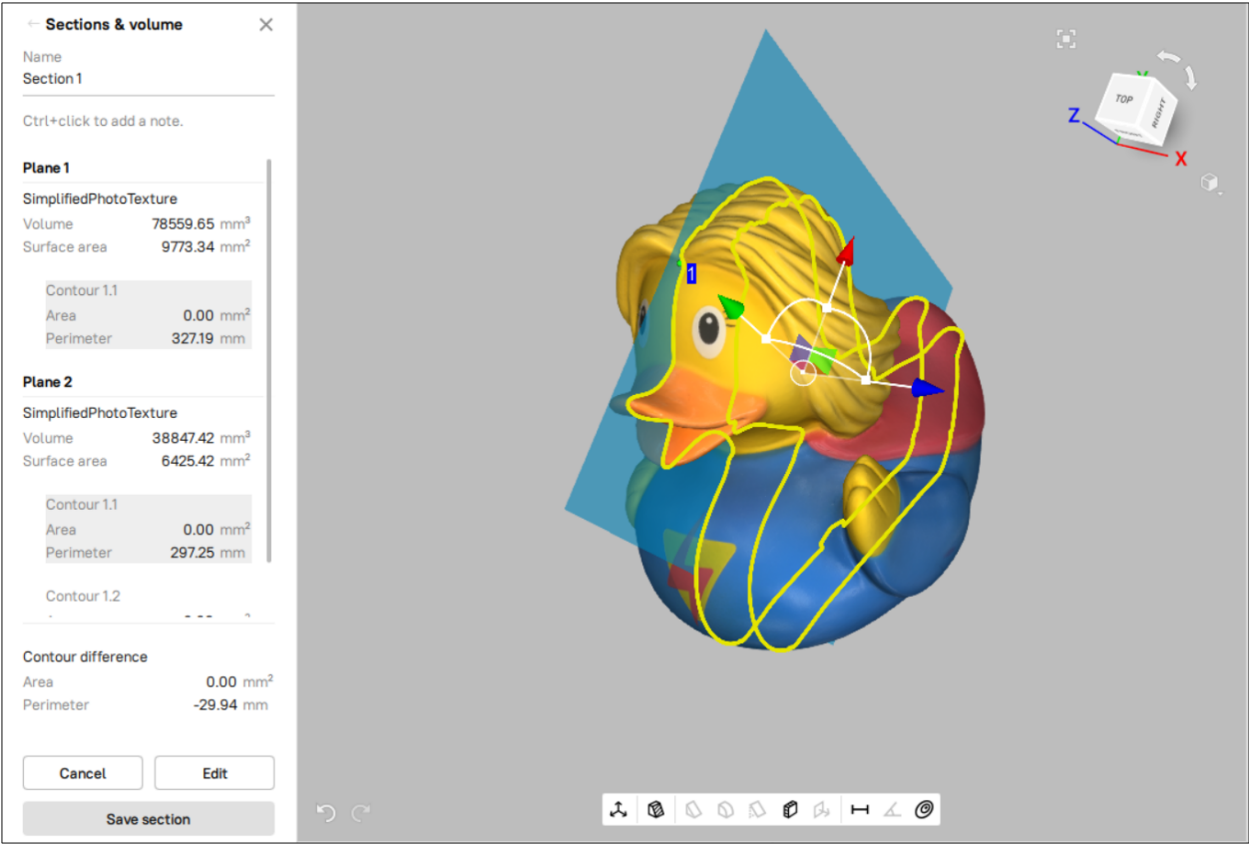 ← Sections & volume ×
Name
Section 1
Ctrl+click to add a note.
Plane 1
SimplifiedPhotoTexture
Volume 78559.65 mm³
Surface area 9773.34 mm²
Contour 1.1
Area 0.00 mm²
Perimeter 327.19 mm
Plane 2
SimplifiedPhotoTexture
Volume 38847.42 mm³
Surface area 6425.42 mm²
Contour 1.1
Area 0.00 mm²
Perimeter 297.25 mm
Contour 1.2
Contour difference
Area 0.00 mm²
Perimeter -29.94 mm
Cancel Edit
Save section
1
Y
TOP
RIGHT
Z
X